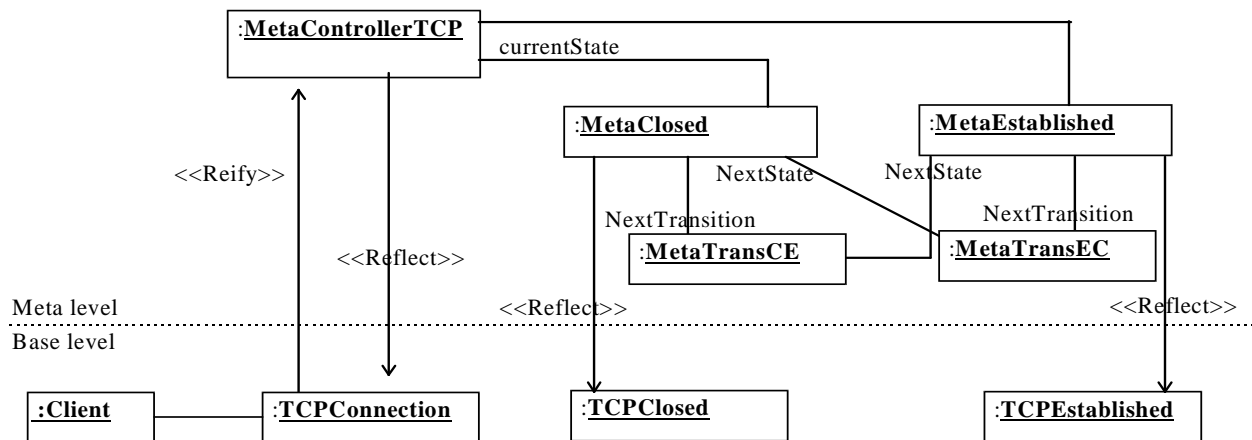 :MetaControllerTCP
currentState
:MetaClosed
:MetaEstablished
<<Reify>>
NextState
NextState
NextTransition
NextTransition
:MetaTransCE
:MetaTransEC
<<Reflect>>
Meta level
<<Reflect>>
<<Reflect>>
Base level
:Client
:TCPConnection
:TCPClosed
:TCPEstablished